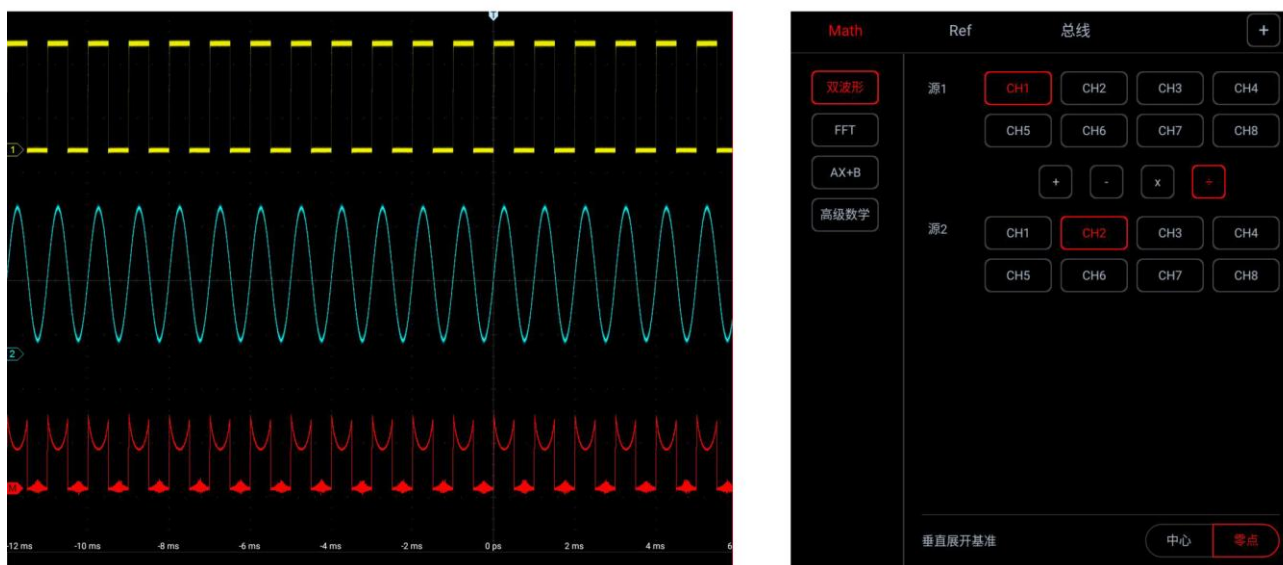 T
1
2
M
-12 ms -10 ms -8 ms -6 ms -4 ms -2 ms 0 ps 2 ms 4 ms 6
Math Ref 总线 +
双波形
FFT
AX+B
高级数学
源1 CH1 CH2 CH3 CH4
CH5 CH6 CH7 CH8
+ - x ÷
源2 CH1 CH2 CH3 CH4
CH5 CH6 CH7 CH8
垂直展开基准 中心 零点